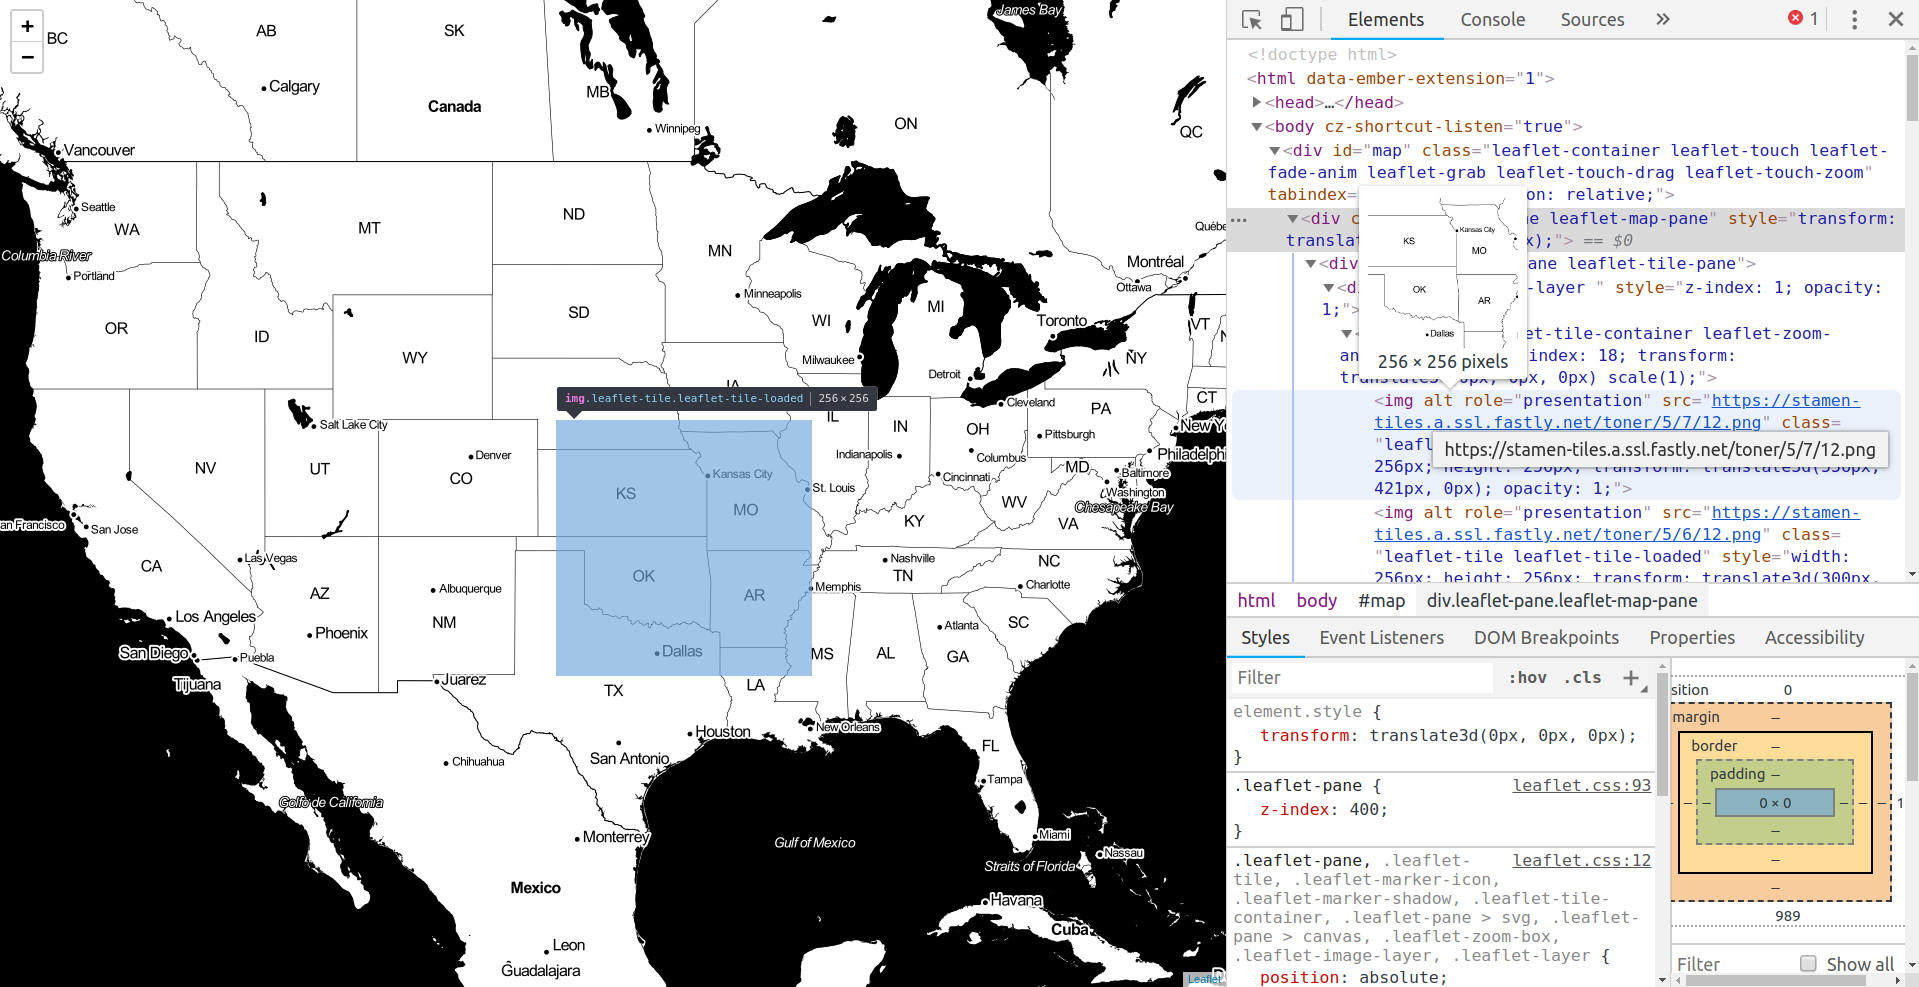 +
−
BC
AB
SK
James Bay
Calgary
MB
Canada
ON
QC
Winnipeg
Vancouver
Seattle
WA
MT
ND
MN
Québe
Columbia River
Portland
Montréal
Ottawa
Minneapolis
MI
OR
ID
SD
WI
Toronto
VT
N
WY
Milwaukee
NY
Detroit
IA
img.leaflet-tile.leaflet-tile-loaded | 256×256
Cleveland
CT
PA
Salt Lake City
IL
IN
OH
Pittsburgh
New Yo
Denver
Indianapolis
Columbus
Philadelphi
NV
UT
CO
Kansas City
Cincinnati
MD
Baltimore
KS
St. Louis
WV
Washington
MO
Chesapeake Bay
an Francisco
San Jose
KY
VA
CA
Las Vegas
Nashville
NC
TN
OK
AZ
Albuquerque
AR
Memphis
Charlotte
Los Angeles
NM
Phoenix
Atlanta
SC
San Diego
Puebla
Dallas
MS
AL
GA
Tijuana
Juarez
TX
LA
New Orleans
Houston
San Antonio
FL
Chihuahua
Tampa
Golfo de California
Monterrey
Gulf of Mexico
Miami
Nassau
Straits of Florida
Mexico
Havana
Cuba
Leon
Guadalajara
Leaflet
Elements Console Sources » 1
<!doctype html>
<html data-ember-extension="1">
<head>…</head>
<body cz-shortcut-listen="true">
<div id="map" class="leaflet-container leaflet-touch leaflet-
fade-anim leaflet-grab leaflet-touch-drag leaflet-touch-zoom"
tabindex= on: relative;">
… <div c e leaflet-map-pane" style="transform:
translat x);"> == $0
<div ane leaflet-tile-pane">
<d -layer " style="z-index: 1; opacity:
1;">
et-tile-container leaflet-zoom-
an index: 18; transform:
translate3 0px, 0px, 0px) scale(1);">
KS
Kansas City
MO
OK
AR
Dallas
256 × 256 pixels
<img alt role="presentation" src="https://stamen-
tiles.a.ssl.fastly.net/toner/5/7/12.png" class=
"leafl
https://stamen-tiles.a.ssl.fastly.net/toner/5/7/12.png
256px; height: 256px; transform: translate3d(556px,
421px, 0px); opacity: 1;">
<img alt role="presentation" src="https://stamen-
tiles.a.ssl.fastly.net/toner/5/6/12.png" class=
"leaflet-tile leaflet-tile-loaded" style="width:
256px; height: 256px; transform: translate3d(300px,
html body #map div.leaflet-pane.leaflet-map-pane
Styles Event Listeners DOM Breakpoints Properties Accessibility
Filter :hov .cls +
element.style {
transform: translate3d(0px, 0px, 0px);
}
.leaflet-pane { leaflet.css:93
z-index: 400;
}
.leaflet-pane, .leaflet- leaflet.css:12
tile, .leaflet-marker-icon,
.leaflet-marker-shadow, .leaflet-tile-
container, .leaflet-pane > svg, .leaflet-
pane > canvas, .leaflet-zoom-box,
.leaflet-image-layer, .leaflet-layer {
position: absolute;
sition 0
margin –
border –
padding –
– – – 0 × 0 – – – 1
–
–
–
989
Filter Show all